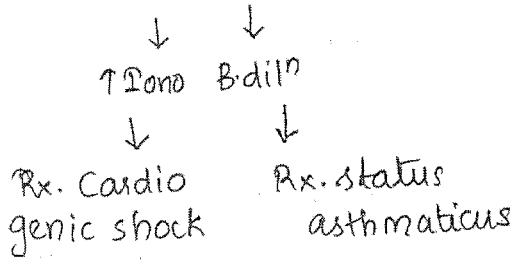 ↓ ↓
↑Iono B.dilⁿ
↓ ↓
Rx. Cardio Rx. status
genic shock asthmaticus